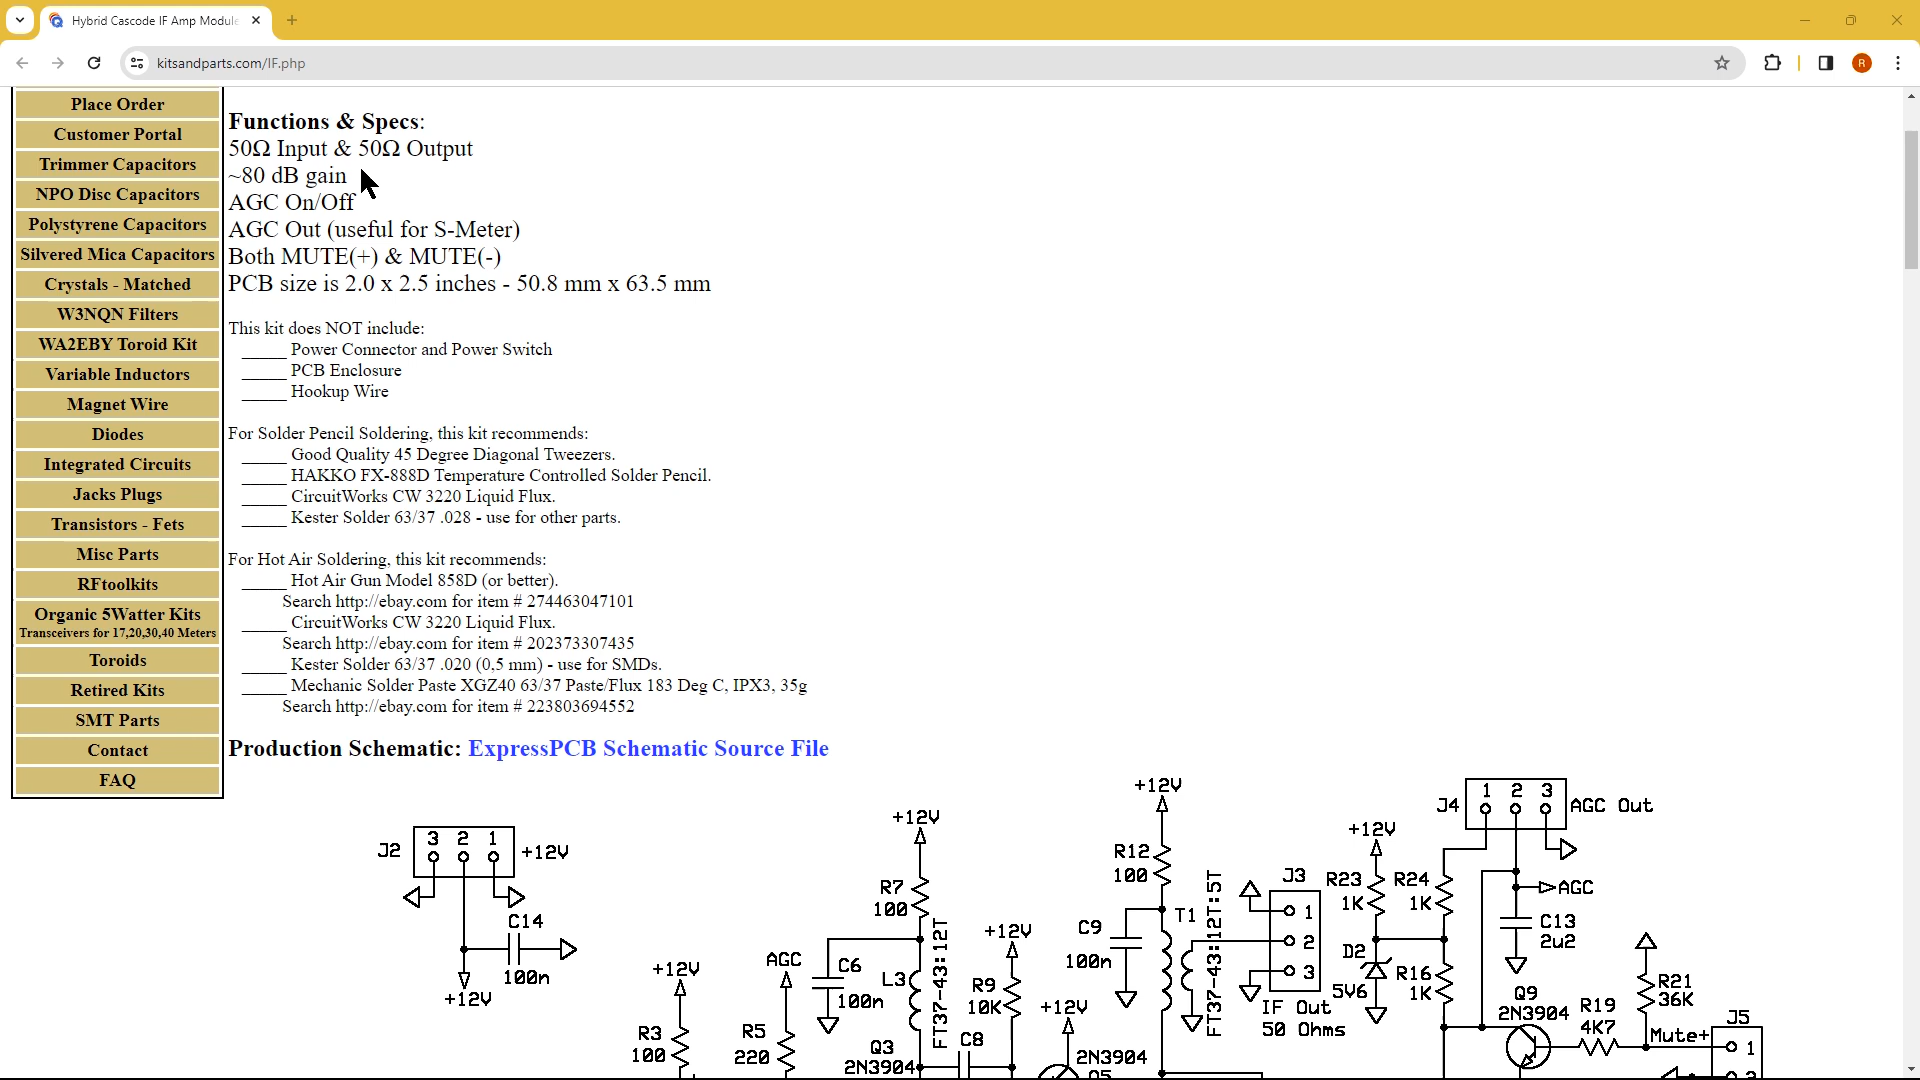 Hybrid Cascode IF Amp Module
kitsandparts.com/IF.php
R
Place Order
Customer Portal
Trimmer Capacitors
NPO Disc Capacitors
Polystyrene Capacitors
Silvered Mica Capacitors
Crystals - Matched
W3NQN Filters
WA2EBY Toroid Kit
Variable Inductors
Magnet Wire
Diodes
Integrated Circuits
Jacks Plugs
Transistors - Fets
Misc Parts
RFtoolkits
Organic 5Watter Kits
Transceivers for 17,20,30,40 Meters
Toroids
Retired Kits
SMT Parts
Contact
FAQ
Functions & Specs:
50Ω Input & 50Ω Output
~80 dB gain
AGC On/Off
AGC Out (useful for S-Meter)
Both MUTE(+) & MUTE(-)
PCB size is 2.0 x 2.5 inches - 50.8 mm x 63.5 mm
This kit does NOT include:
_____ Power Connector and Power Switch
_____ PCB Enclosure
_____ Hookup Wire
For Solder Pencil Soldering, this kit recommends:
_____ Good Quality 45 Degree Diagonal Tweezers.
_____ HAKKO FX-888D Temperature Controlled Solder Pencil.
_____ CircuitWorks CW 3220 Liquid Flux.
_____ Kester Solder 63/37 .028 - use for other parts.
For Hot Air Soldering, this kit recommends:
_____ Hot Air Gun Model 858D (or better).
Search http://ebay.com for item # 274463047101
_____ CircuitWorks CW 3220 Liquid Flux.
Search http://ebay.com for item # 202373307435
_____ Kester Solder 63/37 .020 (0,5 mm) - use for SMDs.
_____ Mechanic Solder Paste XGZ40 63/37 Paste/Flux 183 Deg C, IPX3, 35g
Search http://ebay.com for item # 223803694552
Production Schematic: ExpressPCB Schematic Source File
J2
3 2 1
+12V
C14
100n
+12V
+12V
R3
100
AGC
R5
220
+12V
R7
100
C6
100n
L3
FT37-43:12T
Q3
2N3904
C8
+12V
R9
10K
+12V
2N3904
Q5
+12V
R12
100
C9
100n
T1
FT37-43:12T:5T
J3
1
2
3
IF Out
50 Ohms
+12V
R23
1K
R24
1K
D2
5V6
R16
1K
J4
1 2 3
AGC Out
AGC
C13
2u2
Q9
2N3904
R19
4K7
R21
36K
Mute+
J5
1